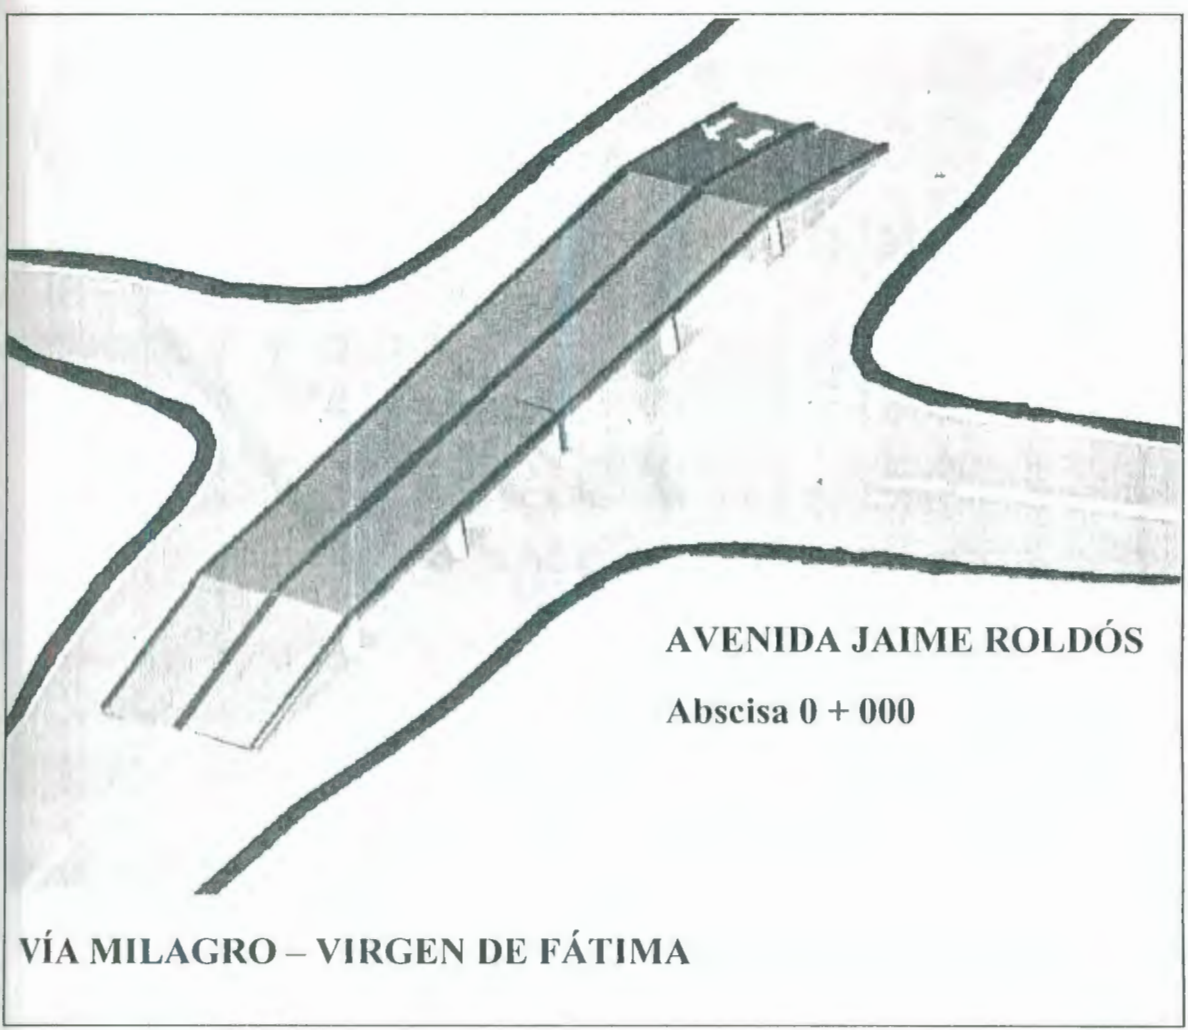 AVENIDA JAIME ROLDÓS
Abscisa 0 + 000
VÍA MILAGRO – VIRGEN DE FÁTIMA